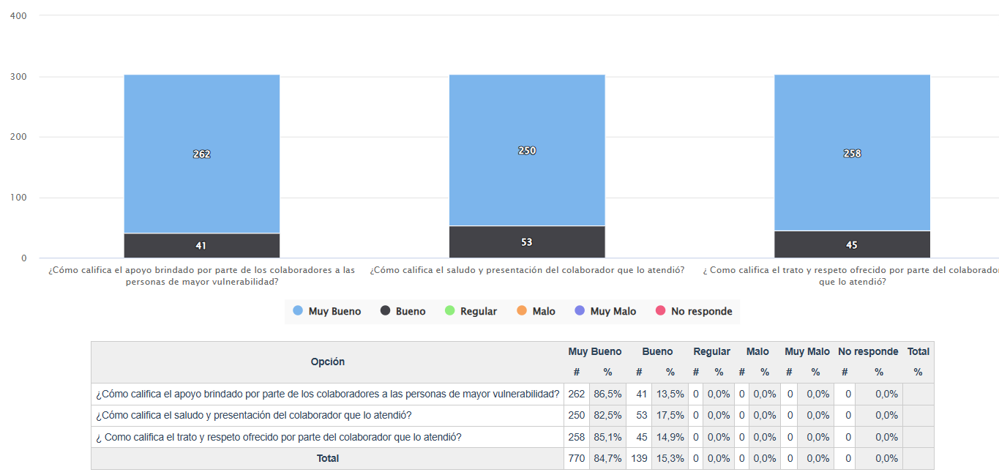 400
300
200
100
0
262
250
258
41
53
45
¿Cómo califica el apoyo brindado por parte de los colaboradores a las
personas de mayor vulnerabilidad?
¿Cómo califica el saludo y presentación del colaborador que lo atendió?
¿ Como califica el trato y respeto ofrecido por parte del colaborador
que lo atendió?
Muy Bueno Bueno Regular Malo Muy Malo No responde
Opción Muy Bueno Bueno Regular Malo Muy Malo No responde Total
# % # % # % # % # % # % %
¿Cómo califica el apoyo brindado por parte de los colaboradores a las personas de mayor vulnerabilidad? 262 86,5% 41 13,5% 0 0,0% 0 0,0% 0 0,0% 0 0,0%
¿Cómo califica el saludo y presentación del colaborador que lo atendió? 250 82,5% 53 17,5% 0 0,0% 0 0,0% 0 0,0% 0 0,0%
¿ Como califica el trato y respeto ofrecido por parte del colaborador que lo atendió? 258 85,1% 45 14,9% 0 0,0% 0 0,0% 0 0,0% 0 0,0%
Total 770 84,7% 139 15,3% 0 0,0% 0 0,0% 0 0,0% 0 0,0%